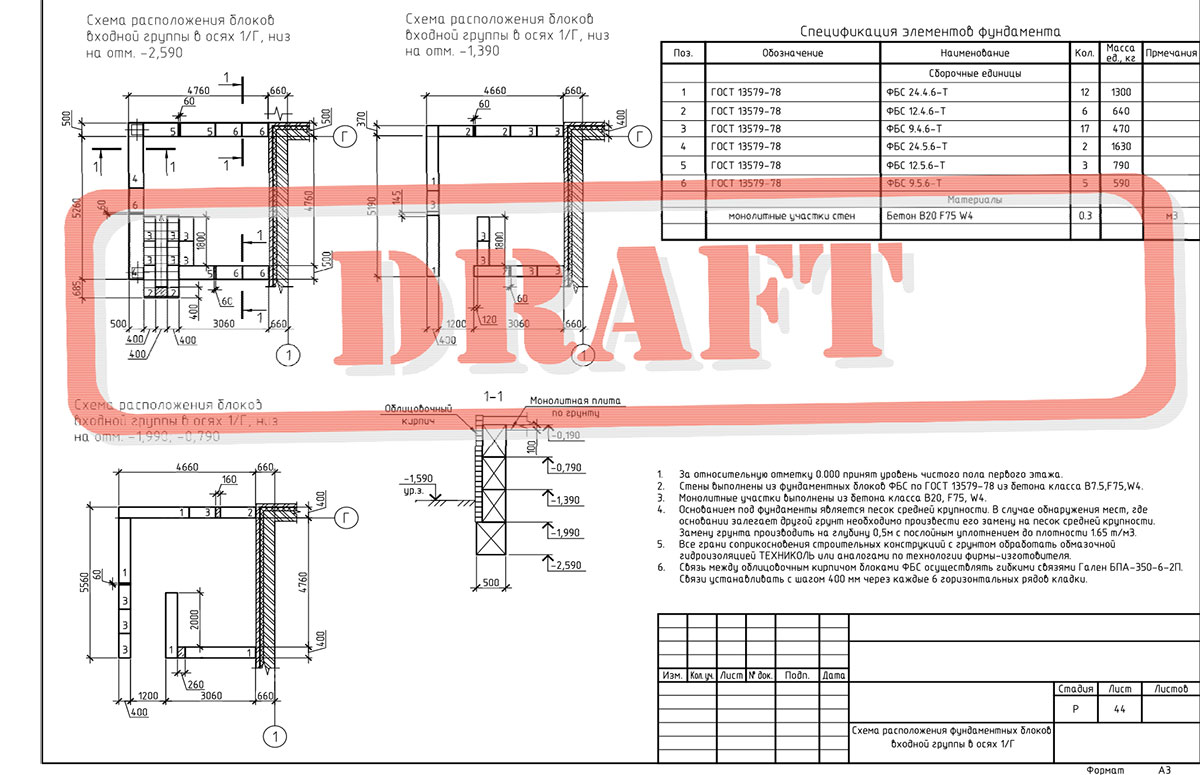 Схема расположения блоков
входной группы в осях 1/Г, низ
на отм. -2,590
1
4760
660
60
500
500
5
6
6
Г
1
1
1
4
6
60
5260
4760
3
3
3
3
3
3
1800
4
5
6
6
500
685
2
2
400
60
1
500
3060
660
400
400
400
1
Схема расположения блоков
входной группы в осях 1/Г, низ
на отм. -1,390
4660
660
60
370
400
2
2
3
3
Г
1
3
145
5190
3
1800
1
2
3
3
60
120
1200
3060
660
400
1
Спецификация элементов фундамента
Поз. Обозначение Наименование Кол. Масса ед., кг Прмечания
Сборочные единицы
1 ГОСТ 13579-78 ФБС 24.4.6-Т 12 1300
2 ГОСТ 13579-78 ФБС 12.4.6-Т 6 640
3 ГОСТ 13579-78 ФБС 9.4.6-Т 17 470
4 ГОСТ 13579-78 ФБС 24.5.6-Т 2 1630
5 ГОСТ 13579-78 ФБС 12.5.6-Т 3 790
6 ГОСТ 13579-78 ФБС 9.5.6-Т 5 590
Материалы
монолитные участки стен Бетон В20 F75 W4 0.3 м3
DRAFT
Схема расположения блоков
входной группы в осях 1/Г, низ
на отм. -1,990, -0,790
4660
660
160
400
1
3
2
Г
60
1
3
3
5560
4760
2000
400
1
1
260
1200
3060
660
400
1
1-1
Облицовочный
кирпич
Монолитная плита
по грунту
-0,190
100
-0,790
-1,590
ур.з.
-1,390
-1,990
-2,590
500
1. За относительную отметку 0.000 принят уровень чистого пола первого этажа.
2. Стены выполнены из фундаментных блоков ФБС по ГОСТ 13579-78 из бетона класса В7.5,F75,W4.
3. Монолитные участки выполнены из бетона класса В20, F75, W4.
4. Основанием под фундаменты является песок средней крупности. В случае обнаружения мест, где
основании залегает другой грунт необходимо произвести его замену на песок средней крупности.
Замену грунта производить на глубину 0,5м с послойным уплотнением до плотности 1.65 т/м3.
5. Все грани соприкосновения строительных конструкций с грунтом обработать обмазочной
гидроизоляцией ТЕХНИКОЛЬ или аналогами по технологии фирмы-изготовителя.
6. Связь между облицовочным кирпичом блоками ФБС осуществлять гибкими связями Гален БПА-350-6-2П.
Связи устанавливать с шагом 400 мм через каждые 6 горизонтальных рядов кладки.
Изм. Кол.уч. Лист № док. Подп. Дата
Стадия Лист Листов
Р 44
Схема расположения фундаментных блоков
входной группы в осях 1/Г
Формат А3